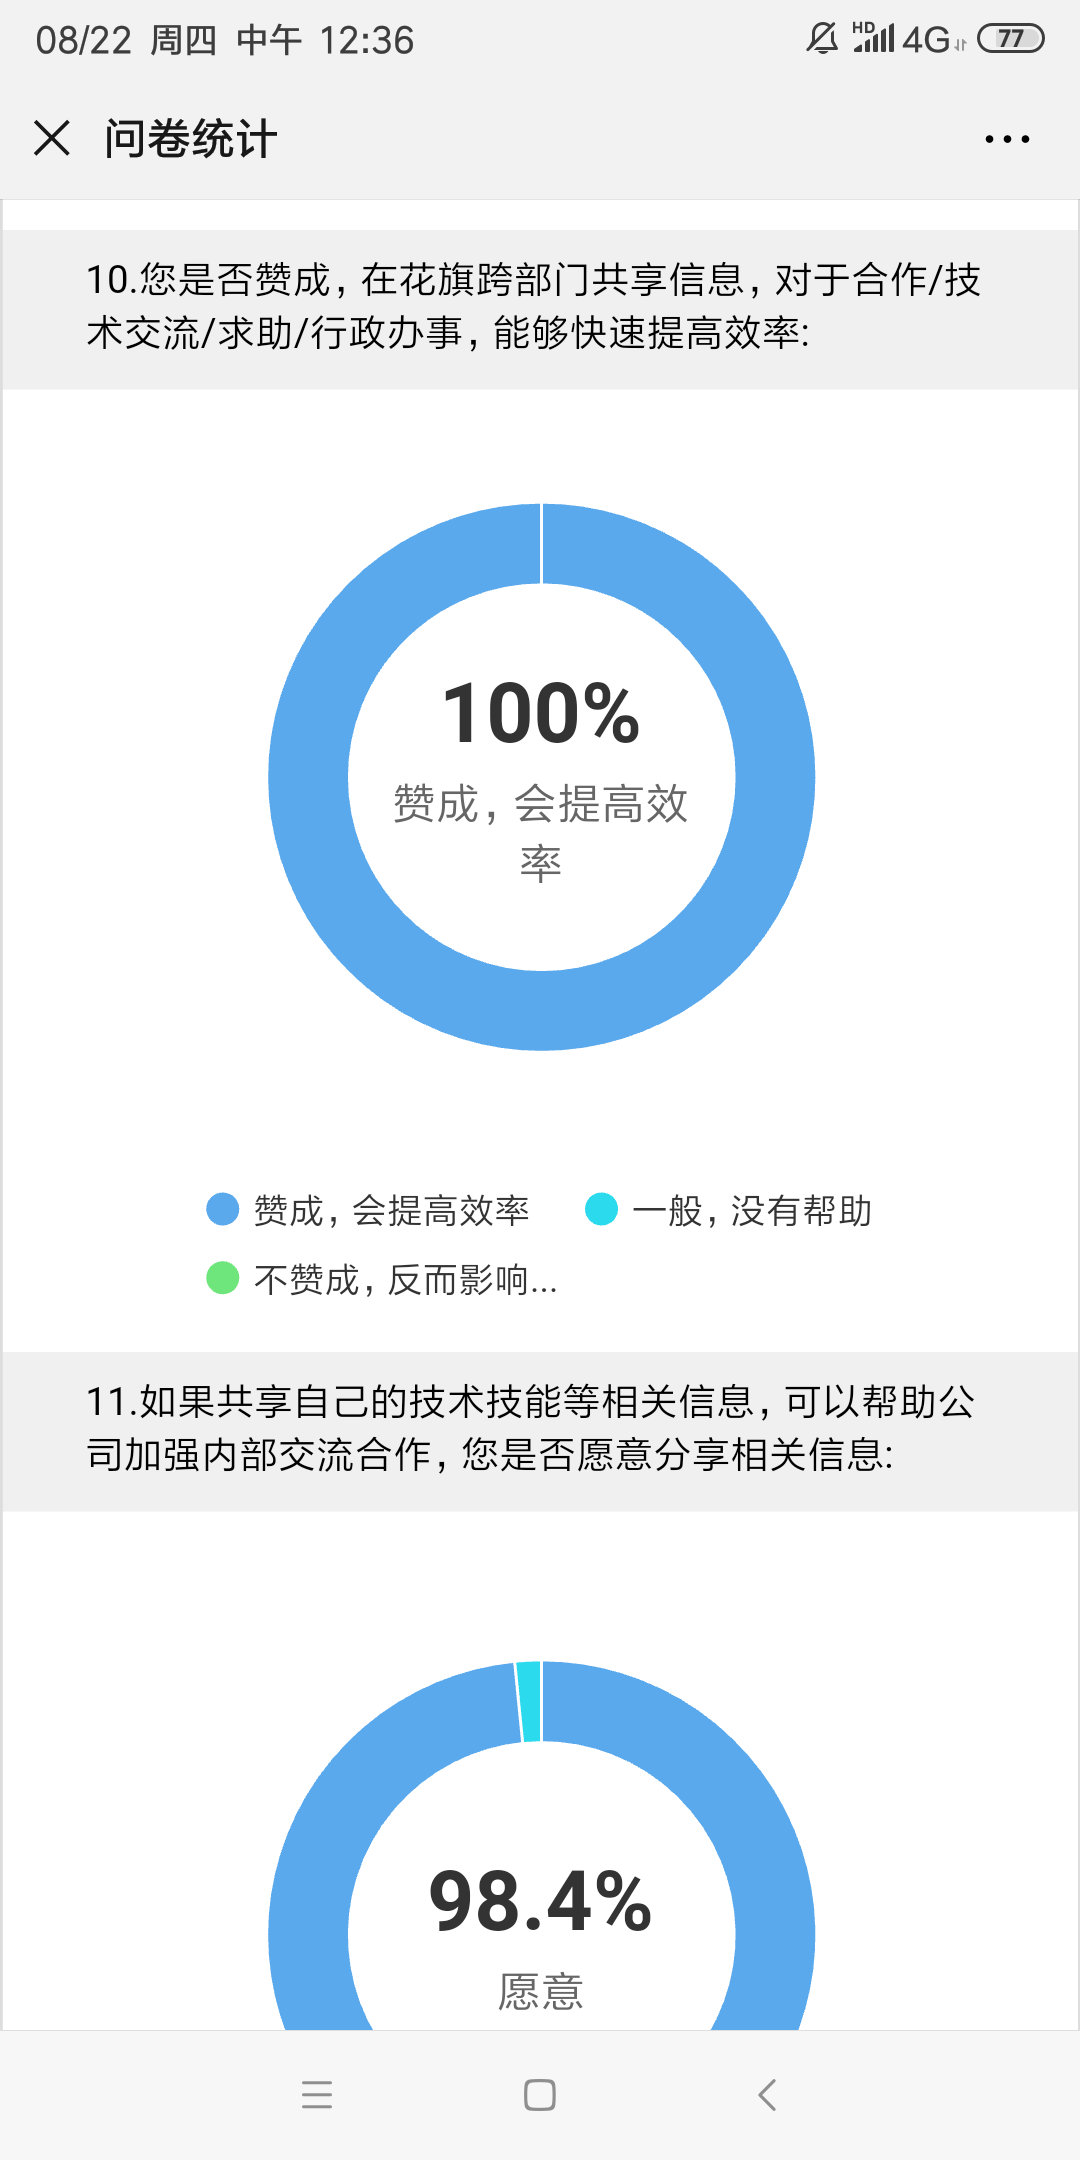 08/22 周四 中午 12:36
HD 4G 77
问卷统计
10.您是否赞成，在花旗跨部门共享信息，对于合作/技
术交流/求助/行政办事，能够快速提高效率:
100%
赞成，会提高效
率
赞成，会提高效率 一般，没有帮助
不赞成，反而影响...
11.如果共享自己的技术技能等相关信息，可以帮助公
司加强内部交流合作，您是否愿意分享相关信息:
98.4%
愿意